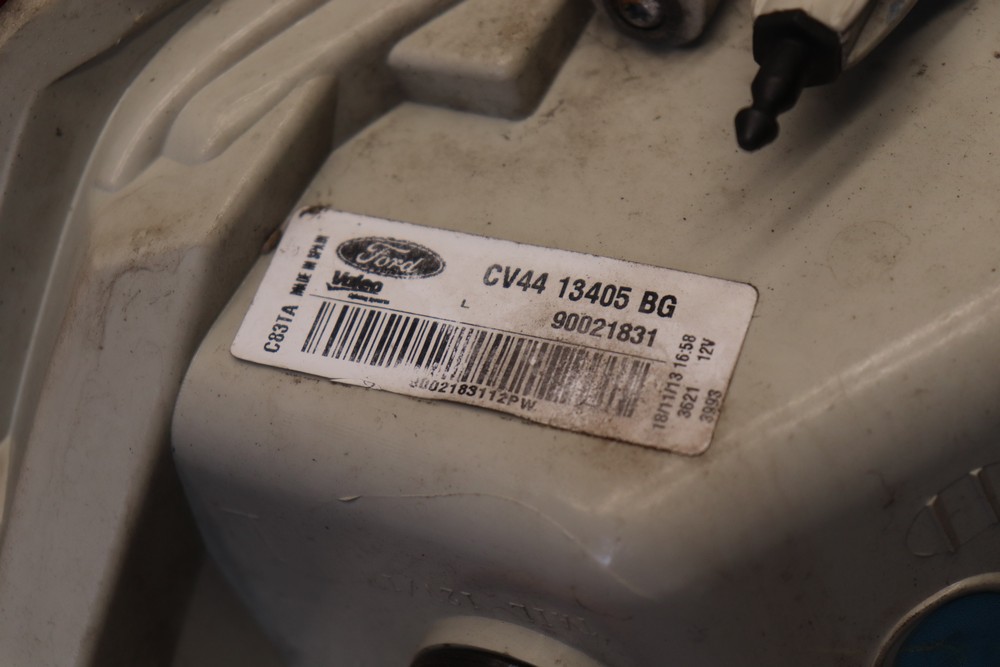 Ford
Valeo
CV44 13405 BG
L
90021831
9002183112PW
C83TA MADE IN SPAIN
18/11/13 16:58
3621 12V
3993